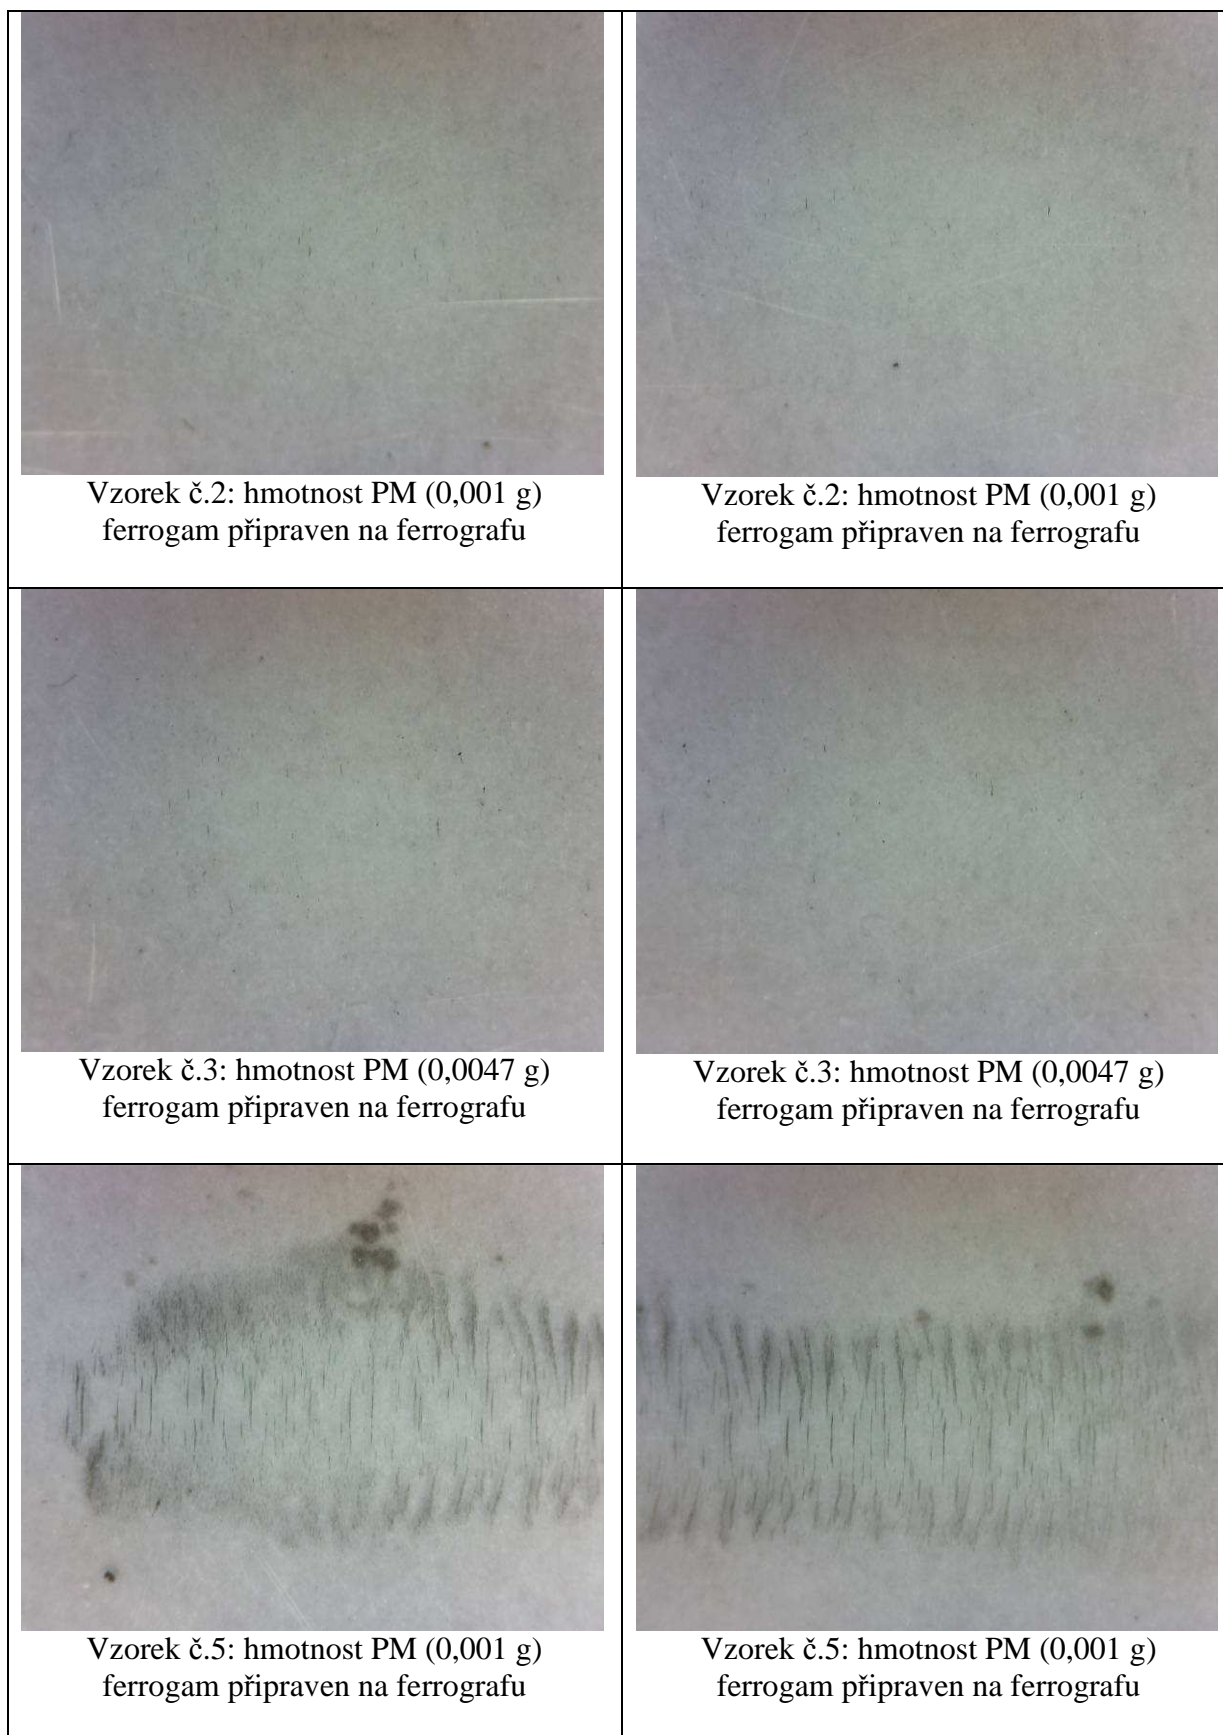 Vzorek č.2: hmotnost PM (0,001 g)
ferrogam připraven na ferrografu
Vzorek č.2: hmotnost PM (0,001 g)
ferrogam připraven na ferrografu
Vzorek č.3: hmotnost PM (0,0047 g)
ferrogam připraven na ferrografu
Vzorek č.3: hmotnost PM (0,0047 g)
ferrogam připraven na ferrografu
Vzorek č.5: hmotnost PM (0,001 g)
ferrogam připraven na ferrografu
Vzorek č.5: hmotnost PM (0,001 g)
ferrogam připraven na ferrografu